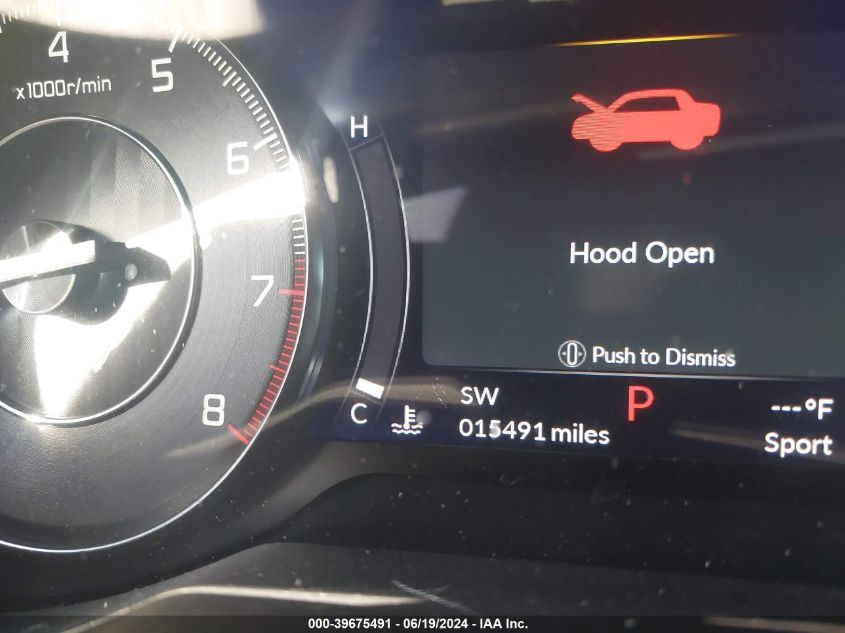 4
5
x1000r/min
6
7
8
H
C
Hood Open
Push to Dismiss
SW
P
---°F
015491 miles
Sport
000-39675491 - 06/19/2024 - IAA Inc.